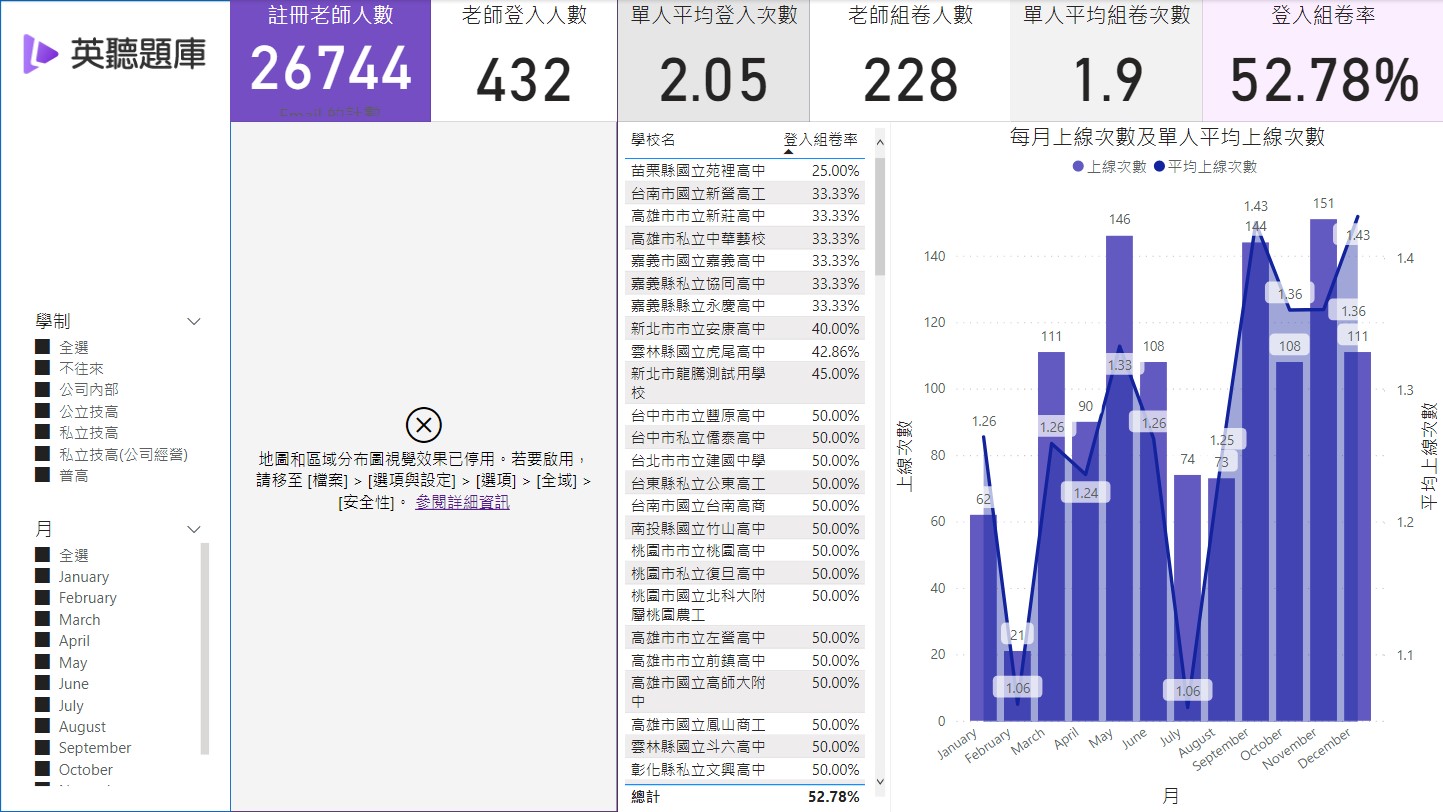 英聽題庫
學制
全選
不往來
公司內部
公立技高
私立技高
私立技高(公司經營)
普高
月
全選
January
February
March
April
May
June
July
August
September
October
註冊老師人數
26744
老師登入人數
432
單人平均登入次數
2.05
老師組卷人數
228
單人平均組卷次數
1.9
登入組卷率
52.78%
地圖和區域分布圖視覺效果已停用。若要啟用，
請移至 [檔案] > [選項與設定] > [選項] > [全域] >
[安全性]。 參閱詳細資訊
學校名 登入組卷率
苗栗縣國立苑裡高中 25.00%
台南市國立新營高工 33.33%
高雄市市立新莊高中 33.33%
高雄市私立中華藝校 33.33%
嘉義市國立嘉義高中 33.33%
嘉義縣私立協同高中 33.33%
嘉義縣縣立永慶高中 33.33%
新北市市立安康高中 40.00%
雲林縣國立虎尾高中 42.86%
新北市龍騰測試用學 45.00%
校
台中市市立豐原高中 50.00%
台中市私立僑泰高中 50.00%
台北市市立建國中學 50.00%
台東縣私立公東高工 50.00%
台南市國立台南高商 50.00%
南投縣國立竹山高中 50.00%
桃園市市立桃園高中 50.00%
桃園市私立復旦高中 50.00%
桃園市國立北科大附 50.00%
屬桃園農工
高雄市市立左營高中 50.00%
高雄市市立前鎮高中 50.00%
高雄市國立高師大附 50.00%
中
高雄市國立鳳山商工 50.00%
雲林縣國立斗六高中 50.00%
彰化縣私立文興高中 50.00%
總計 52.78%
每月上線次數及單人平均上線次數
上線次數 平均上線次數
上線次數
140
120
100
80
60
40
20
0
1.4
1.3
1.2
1.1
平均上線次數
1.26
62
21
1.06
111
1.26
90
1.24
146
1.33
108
1.26
74
1.06
1.25
73
1.43
144
1.36
108
151
1.36
1.43
111
January
February
March
April
May
June
July
August
September
October
November
December
月